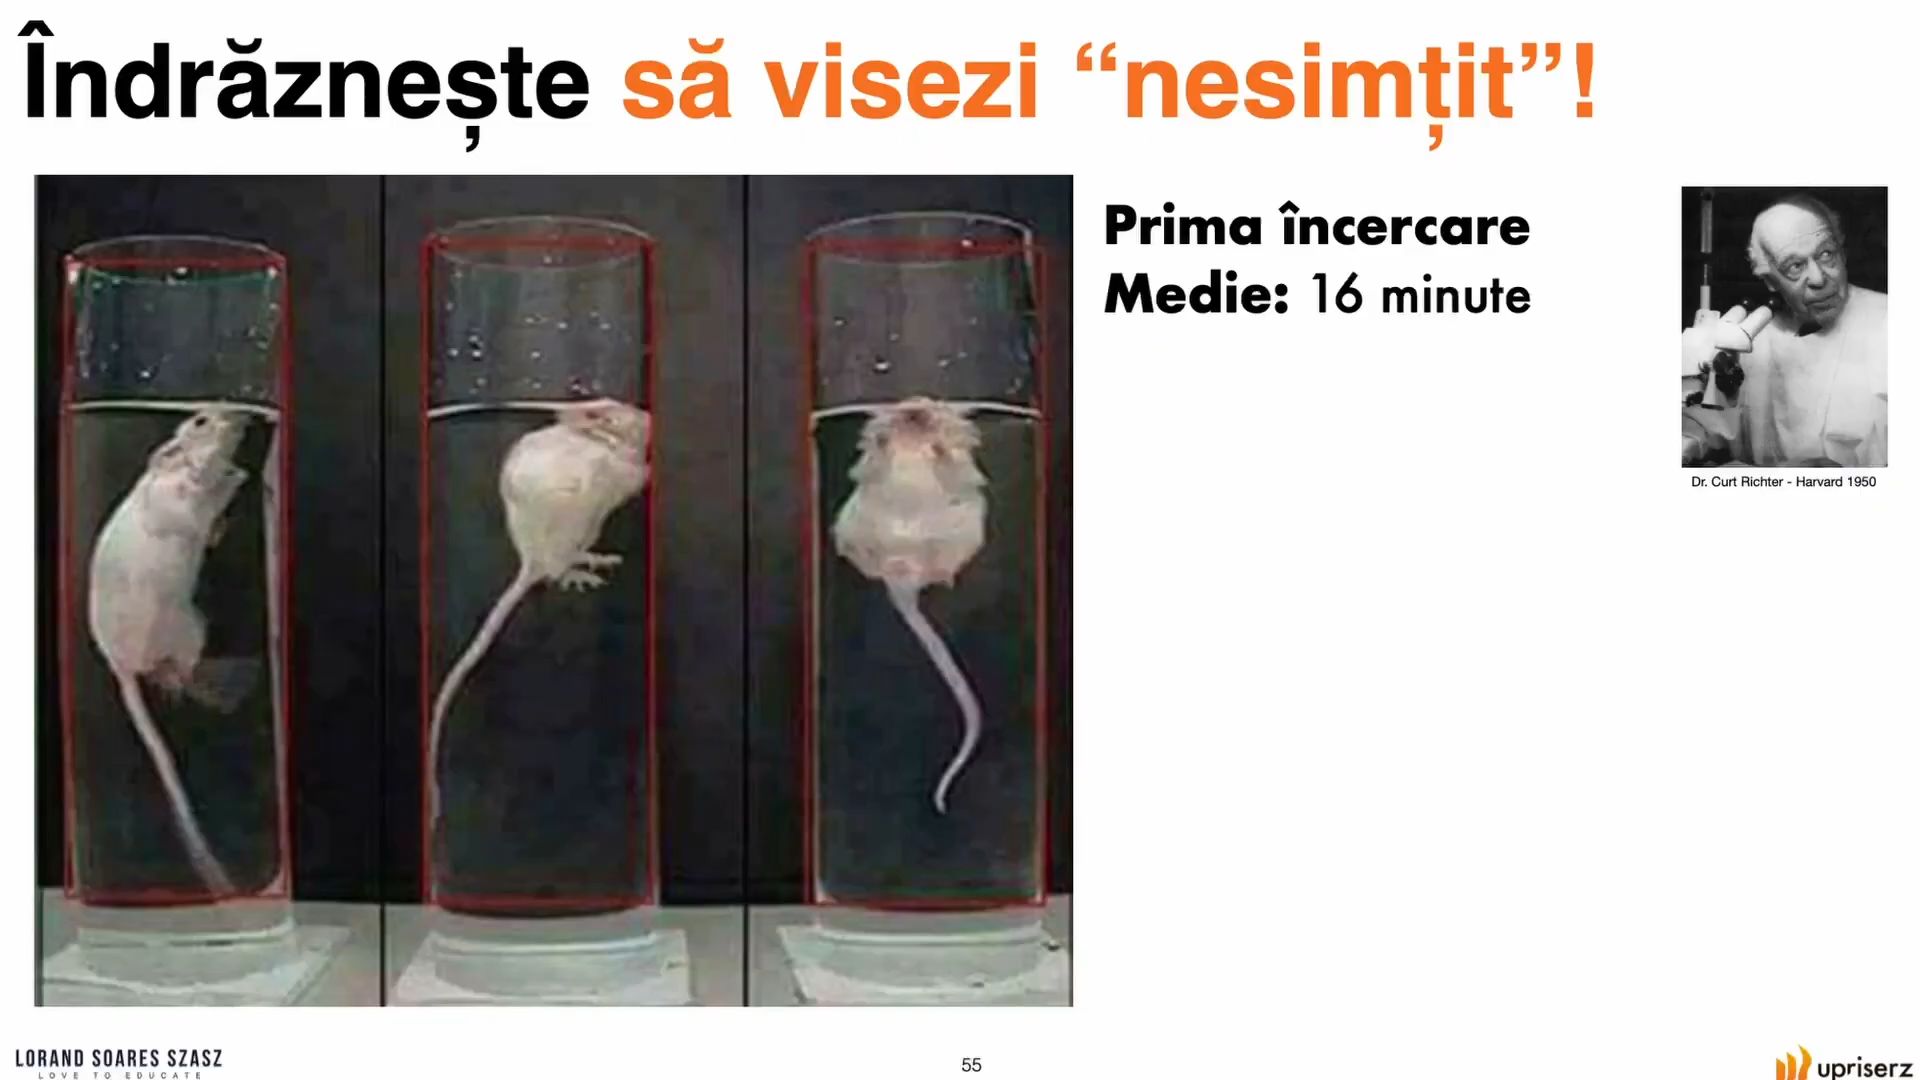 Îndrăznește să visezi “nesimțit”!
Prima încercare
Medie: 16 minute
Dr. Curt Richter - Harvard 1950
LORAND SOARES SZASZ
LOVE TO EDUCATE
55
upriserz